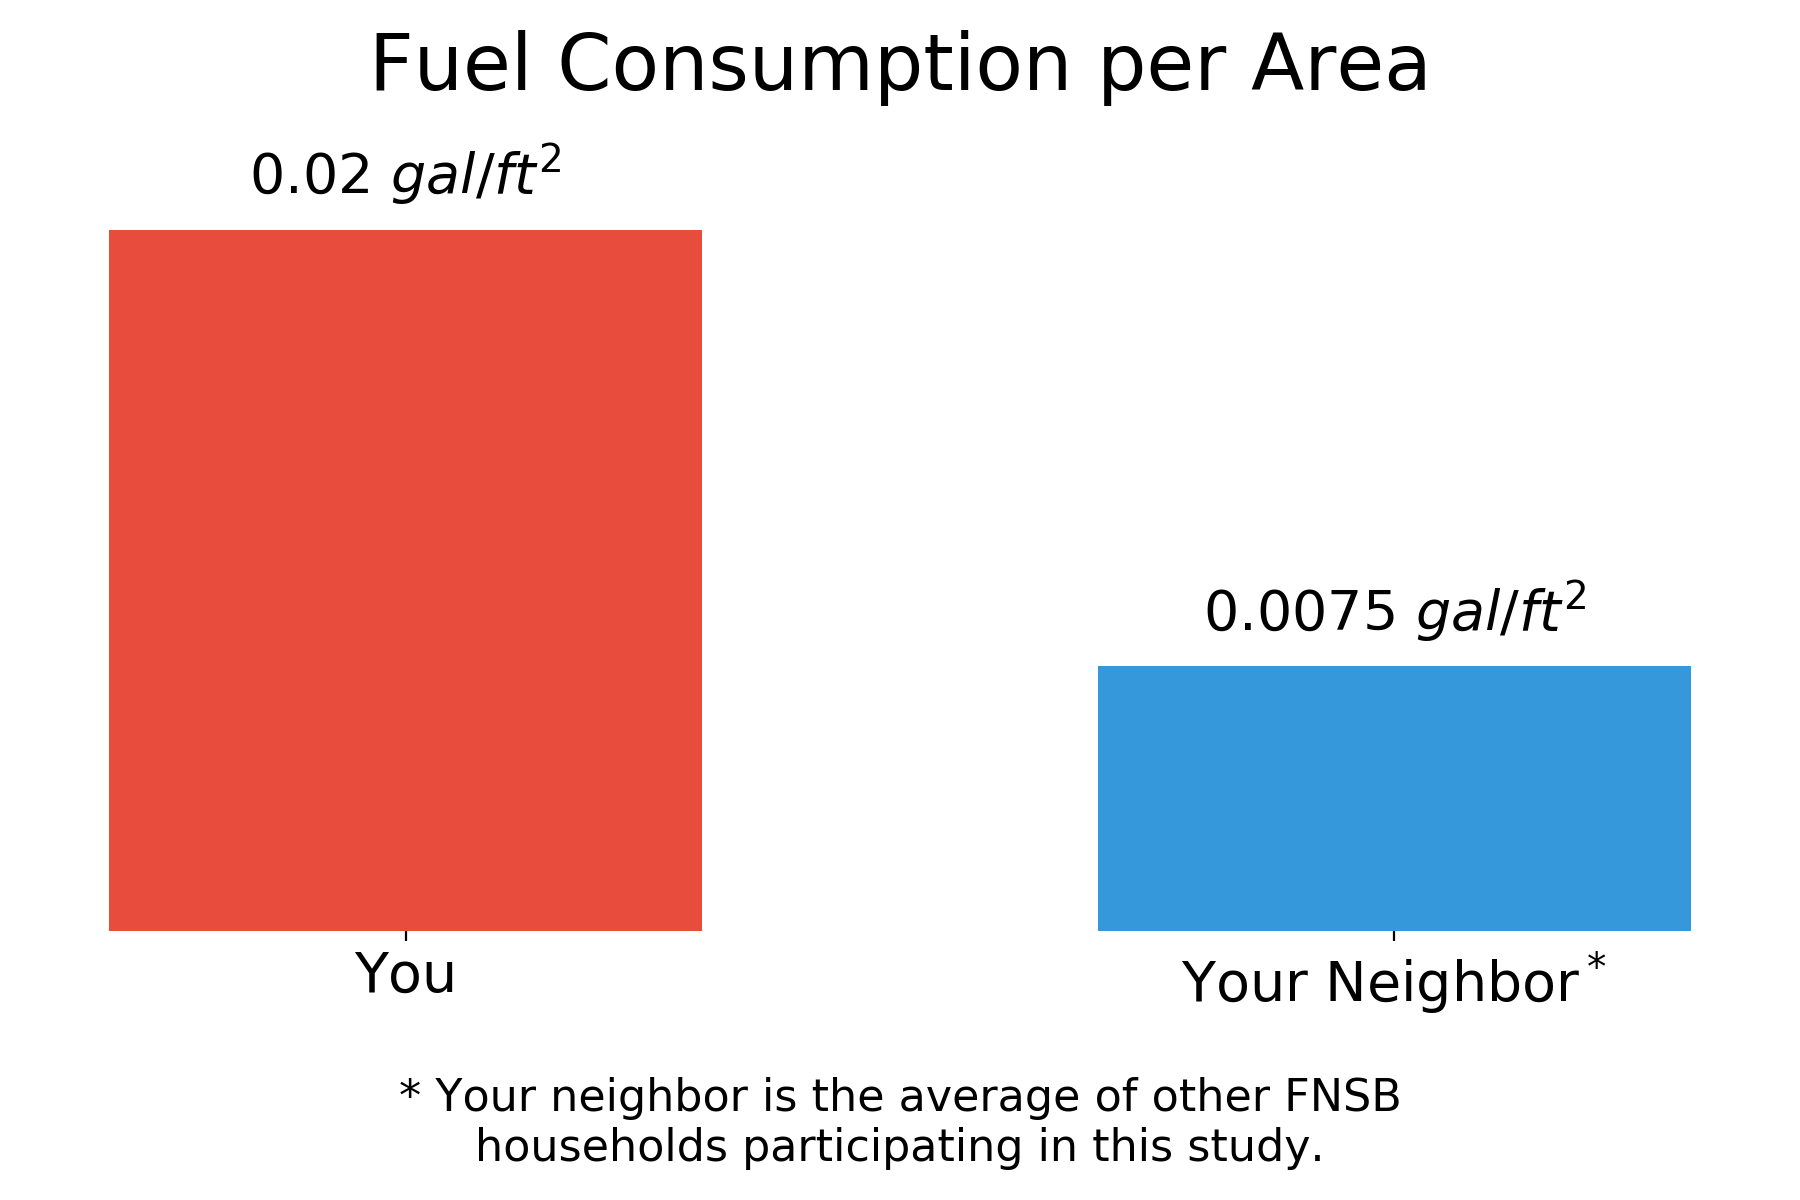 Fuel Consumption per Area
0.02 gal/ft²
0.0075 gal/ft²
You
Your Neighbor*
* Your neighbor is the average of other FNSB
households participating in this study.